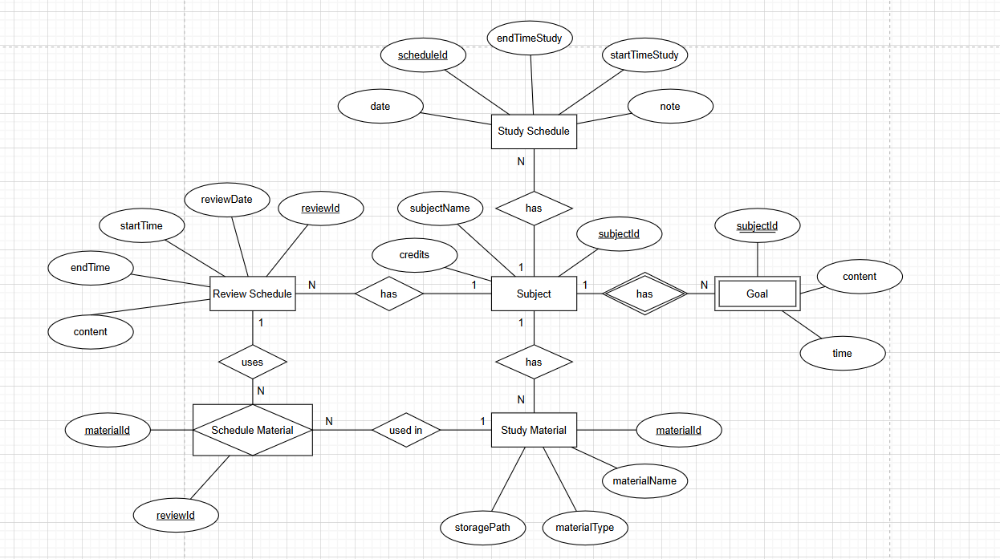 endTimeStudy
scheduleId
startTimeStudy
date
note
Study Schedule
N
reviewDate
reviewId
subjectName
has
startTime
subjectId
subjectId
credits
endTime
1
content
N
1
1
N
Review Schedule
has
Subject
has
Goal
1
1
content
time
uses
has
N
N
N
1
materialId
Schedule Material
used in
Study Material
materialId
materialName
reviewId
storagePath
materialType